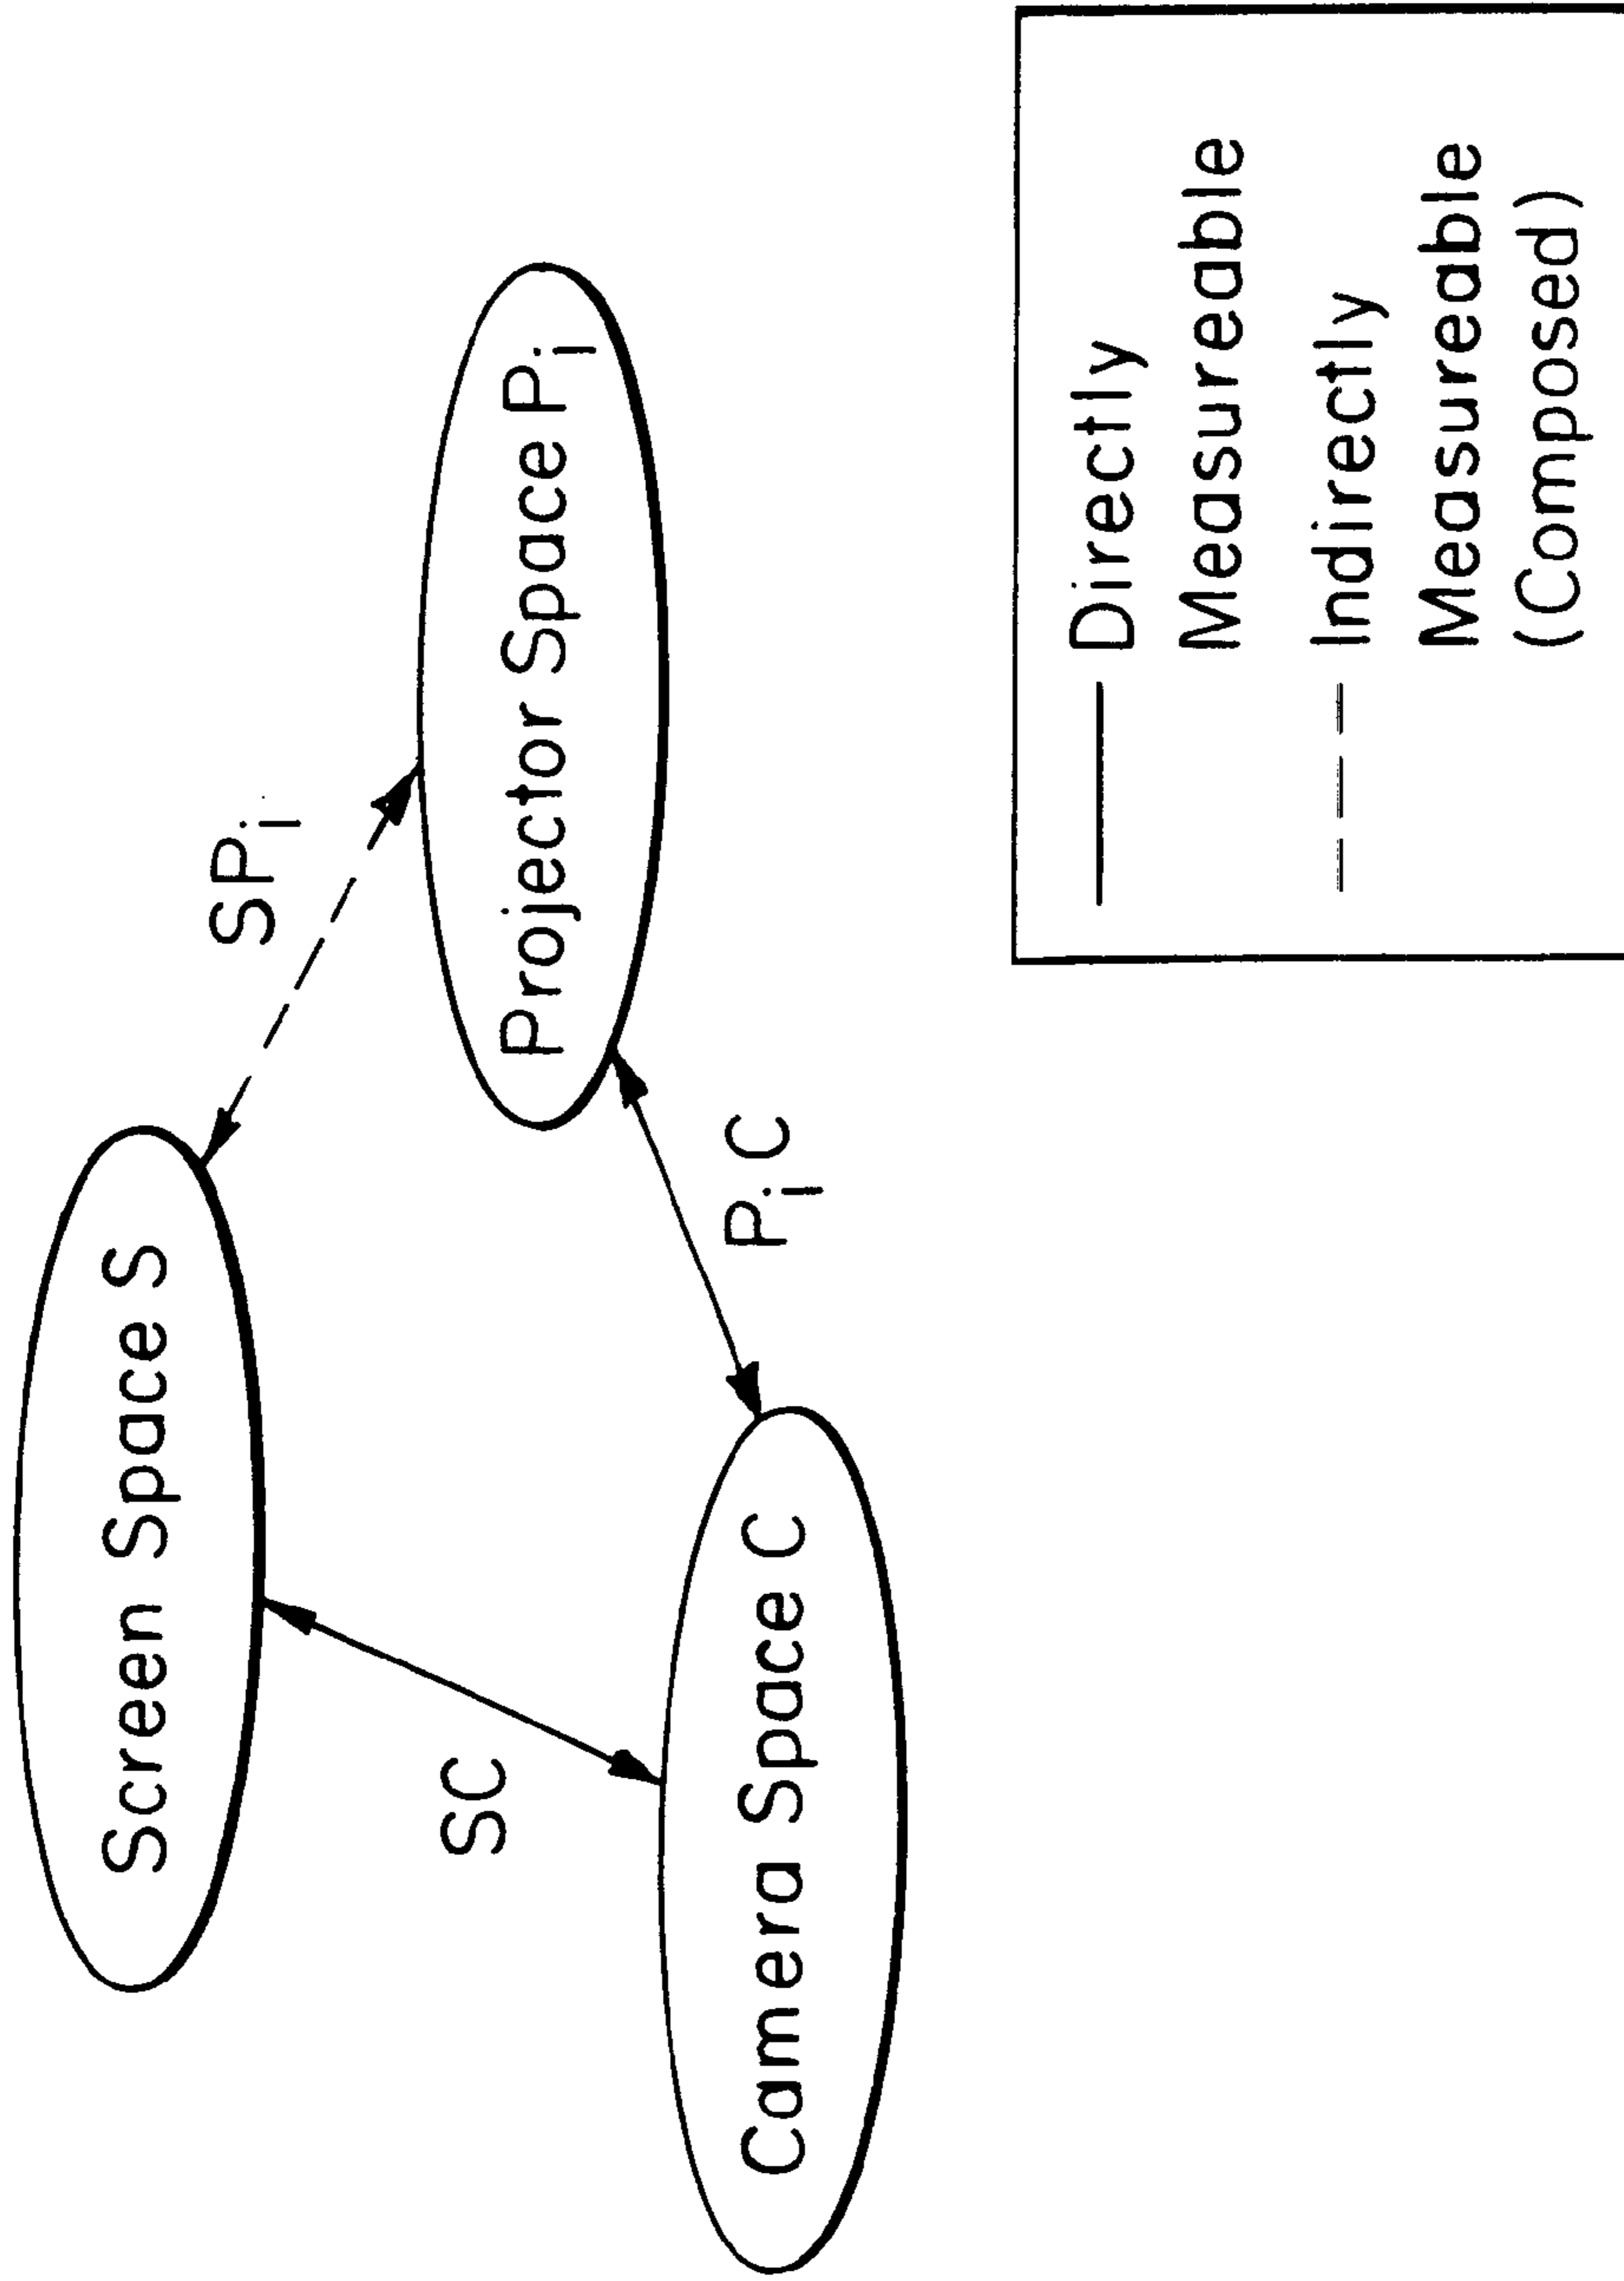 Screen Space S
SPi
SC
Projector Space Pi
PiC
Camera Space C
Directly
Measureable
Indirectly
Measureable
(Composed)